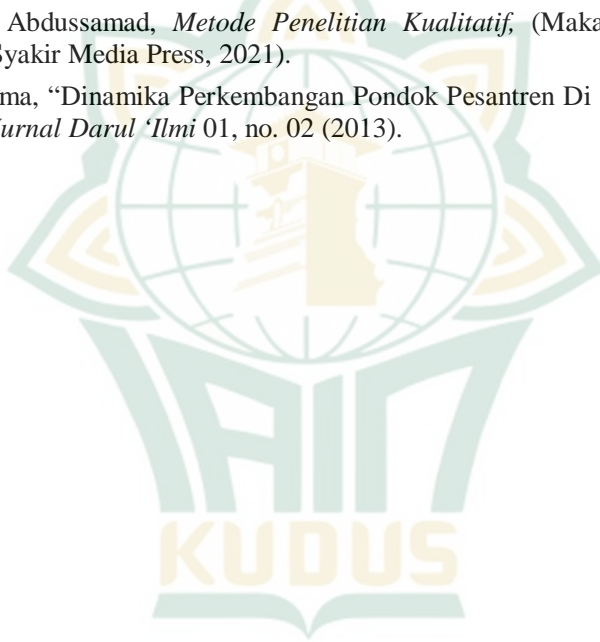 Abdussamad, Metode Penelitian Kualitatif, (Maka
Syakir Media Press, 2021).
ma, “Dinamika Perkembangan Pondok Pesantren Di
Jurnal Darul ‘Ilmi 01, no. 02 (2013).
IAIN
KUDUS